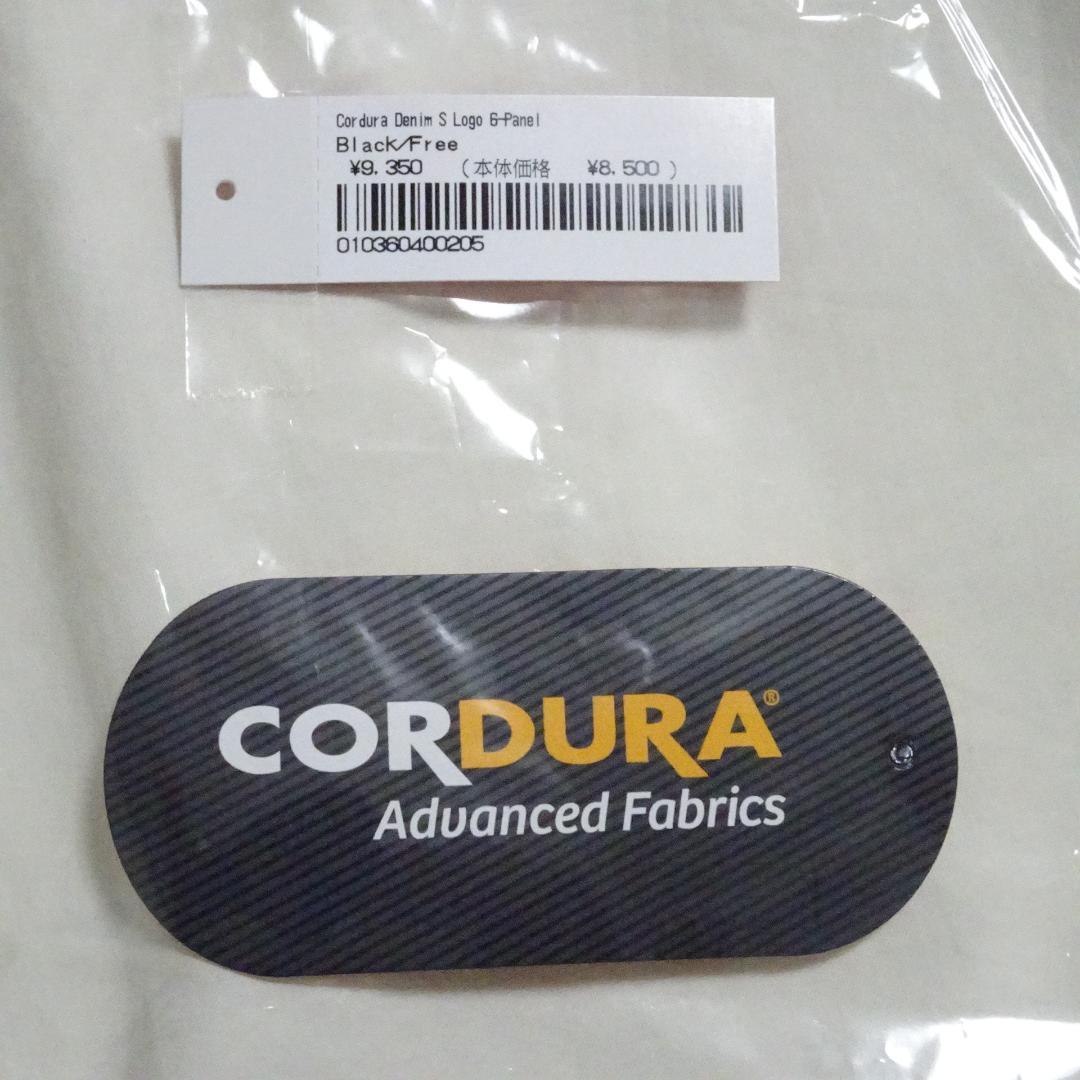 Cordura Denim S Logo 6-Panel
Black/Free
¥9,350 (本体価格 ¥8,500)
010360400205
CORDURA®
Advanced Fabrics